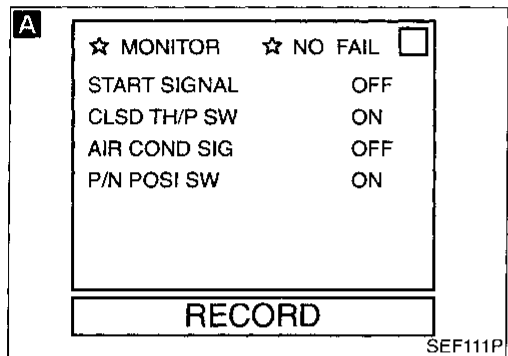 A
☆ MONITOR ☆ NO FAIL
START SIGNAL OFF
CLSD TH/P SW ON
AIR COND SIG OFF
P/N POSI SW ON
RECORD
SEF111P